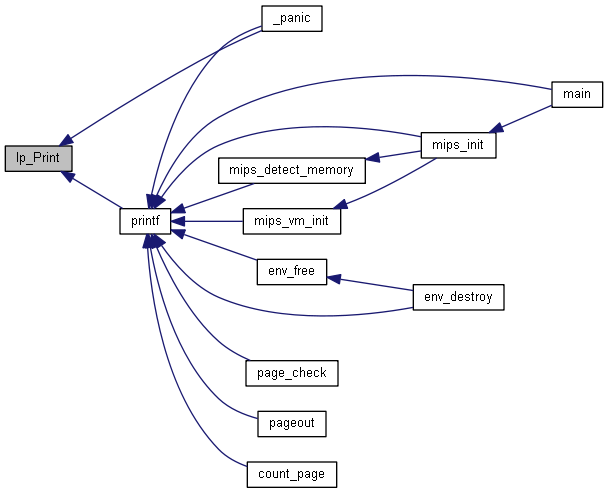 _panic
main
lp_Print
mips_init
mips_detect_memory
printf
mips_vm_init
env_free
env_destroy
page_check
pageout
count_page